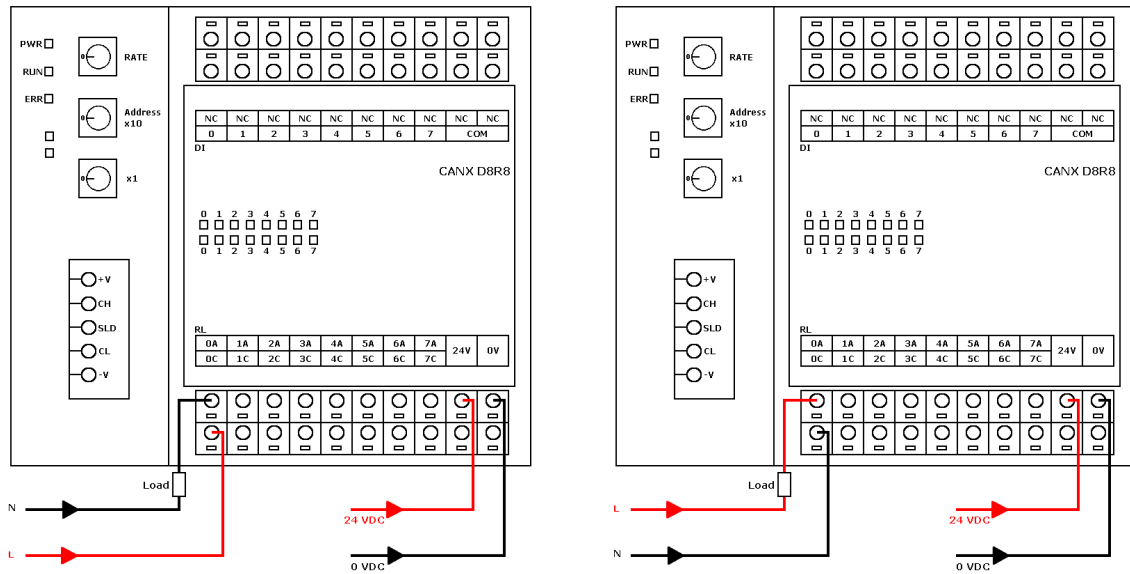 PWR
RATE
RUN
ERR
Address
x10
x1
NC NC NC NC NC NC NC NC NC NC
0 1 2 3 4 5 6 7 COM
DI
CANX D8R8
0 1 2 3 4 5 6 7
0 1 2 3 4 5 6 7
+V
CH
SLD
CL
-V
RL
0A 1A 2A 3A 4A 5A 6A 7A 24V 0V
0C 1C 2C 3C 4C 5C 6C 7C
0
0
0
Load
N
L
24 VDC
0 VDC
PWR
RATE
RUN
ERR
Address
x10
x1
NC NC NC NC NC NC NC NC NC NC
0 1 2 3 4 5 6 7 COM
DI
CANX D8R8
0 1 2 3 4 5 6 7
0 1 2 3 4 5 6 7
+V
CH
SLD
CL
-V
RL
0A 1A 2A 3A 4A 5A 6A 7A 24V 0V
0C 1C 2C 3C 4C 5C 6C 7C
0
0
0
Load
L
N
24 VDC
0 VDC